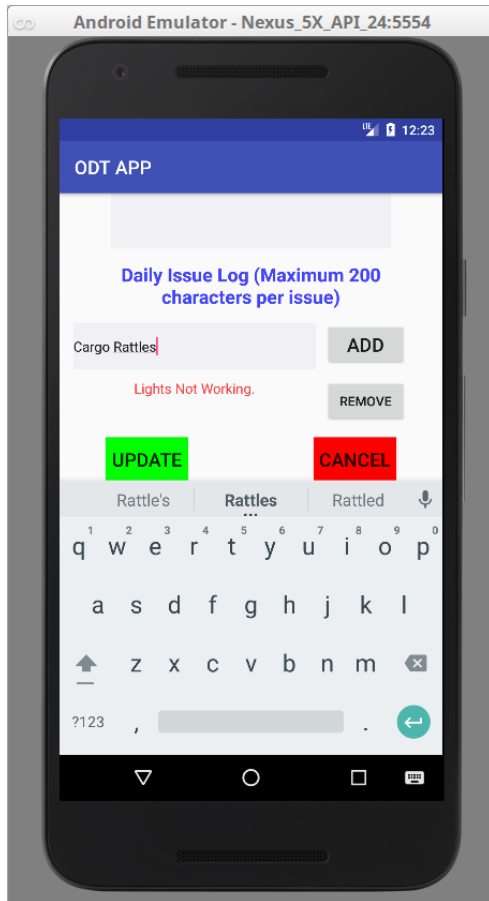 Android Emulator - Nexus_5X_API_24:5554
LTE 12:23
ODT APP
Daily Issue Log (Maximum 200
characters per issue)
Cargo Rattles
ADD
Lights Not Working.
REMOVE
UPDATE
CANCEL
Rattle's Rattles Rattled
1 2 3 4 5 6 7 8 9 0
q w e r t y u i o p
a s d f g h j k l
z x c v b n m
?123 , .